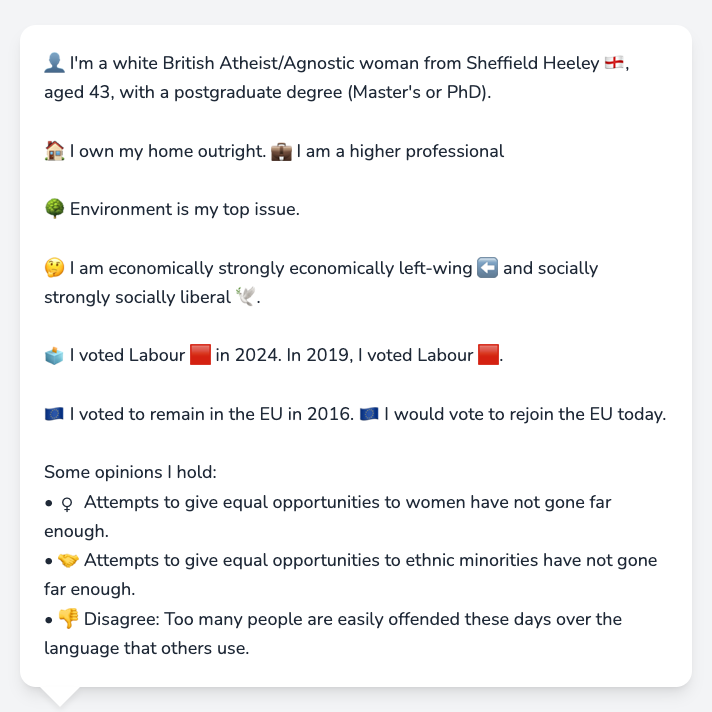 👤 I'm a white British Atheist/Agnostic woman from Sheffield Heeley 🏴󠁧󠁢󠁥󠁮󠁧󠁿,
aged 43, with a postgraduate degree (Master's or PhD).
🏠 I own my home outright. 💼 I am a higher professional
🌳 Environment is my top issue.
🤔 I am economically strongly economically left-wing ⬅️ and socially
strongly socially liberal 🕊️.
🗳️ I voted Labour 🟥 in 2024. In 2019, I voted Labour 🟥.
🇪🇺 I voted to remain in the EU in 2016. 🇪🇺 I would vote to rejoin the EU today.
Some opinions I hold:
• ♀️ Attempts to give equal opportunities to women have not gone far
enough.
• 🤝 Attempts to give equal opportunities to ethnic minorities have not gone
far enough.
• 👎 Disagree: Too many people are easily offended these days over the
language that others use.